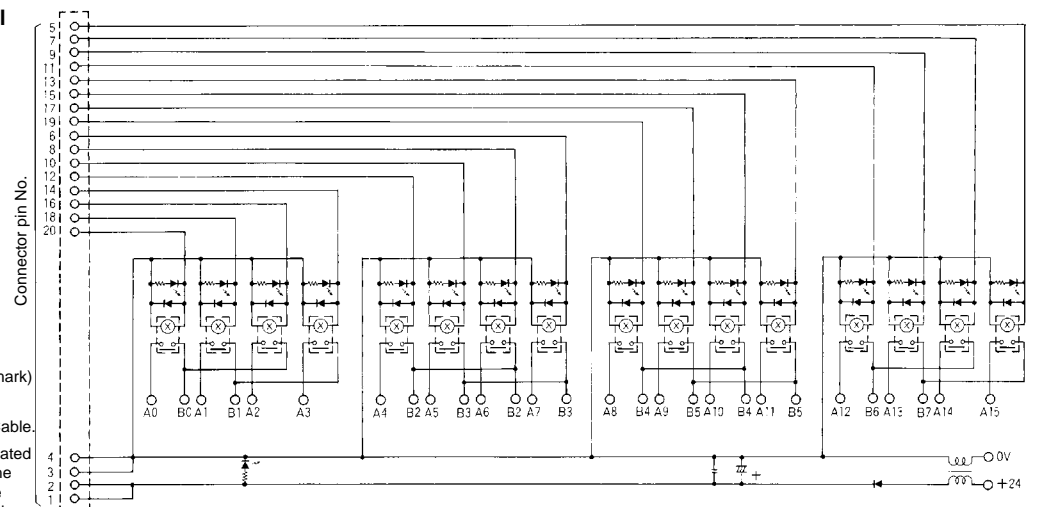 l
5
7
9
11
13
15
17
19
6
8
10
12
14
16
18
20
Connector pin No.
X X X X X X X X X X X X X X X X
A0 B0 A1 B1 A2 A3 A4 B2 A5 B3 A6 B2 A7 B3 A8 B4 A9 B5 A10 B4 A11 B5 A12 B6 A13 B7 A14 A15
nark)
able.
ated
ne
4
3
2
1
0V
+
+24